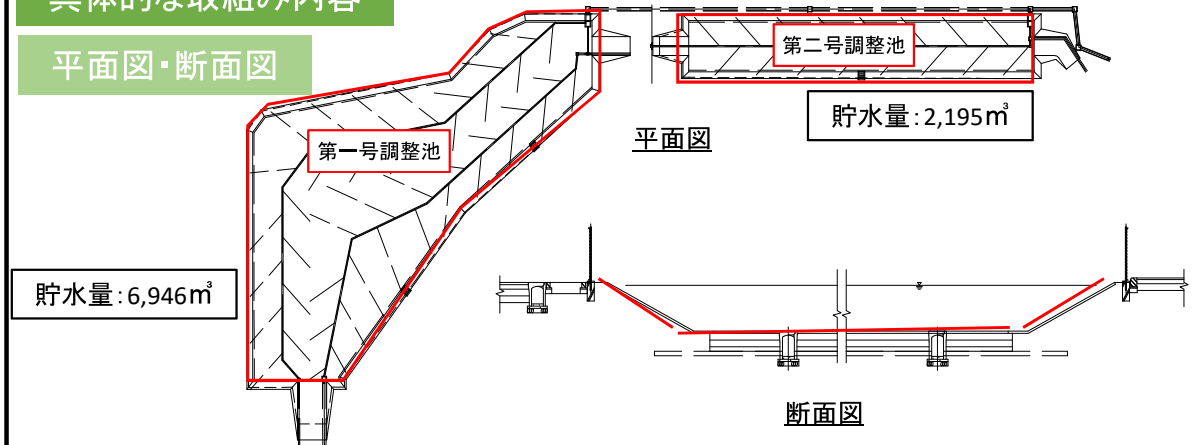 具体的な取組み内容
平面図・断面図
第二号調整池
貯水量：2,195㎥
平面図
第一号調整池
貯水量：6,946㎥
断面図